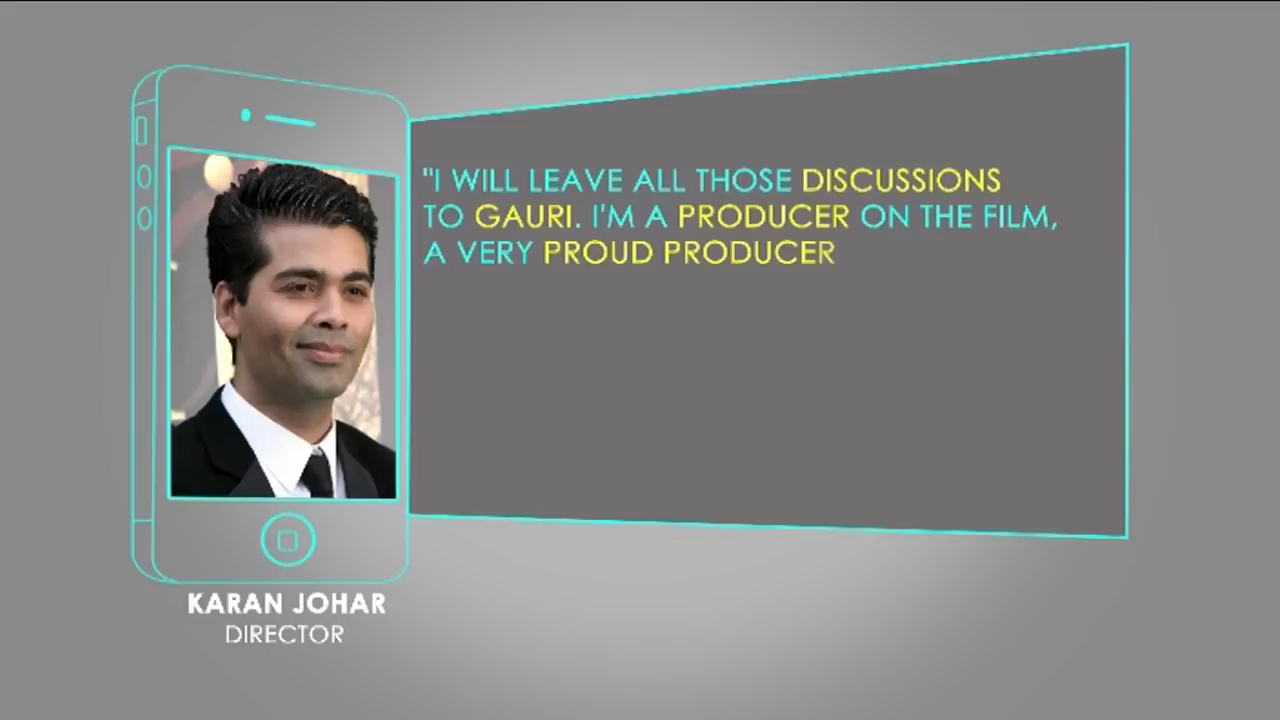 "I WILL LEAVE ALL THOSE DISCUSSIONS
TO GAURI. I'M A PRODUCER ON THE FILM,
A VERY PROUD PRODUCER
KARAN JOHAR
DIRECTOR